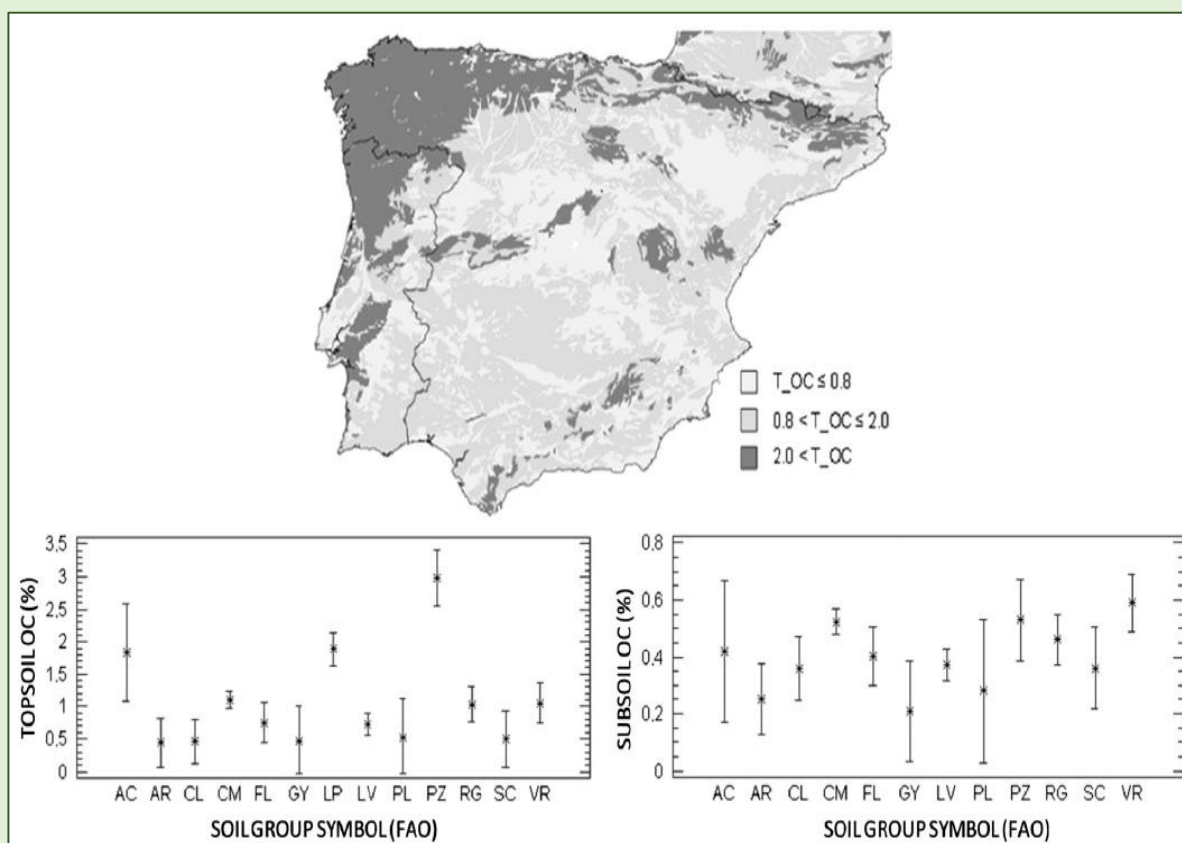 T_OC ≤ 0.8
0.8 < T_OC ≤ 2.0
2.0 < T_OC
TOPSOIL OC (%)
3,5
3
2,5
2
1,5
1
0,5
0
AC AR CL CM FL GY LP LV PL PZ RG SC VR
SOIL GROUP SYMBOL (FAO)
SUBSOIL OC (%)
0.8
0.6
0.4
0.2
0
AC AR CL CM FL GY LV PL PZ RG SC VR
SOIL GROUP SYMBOL (FAO)